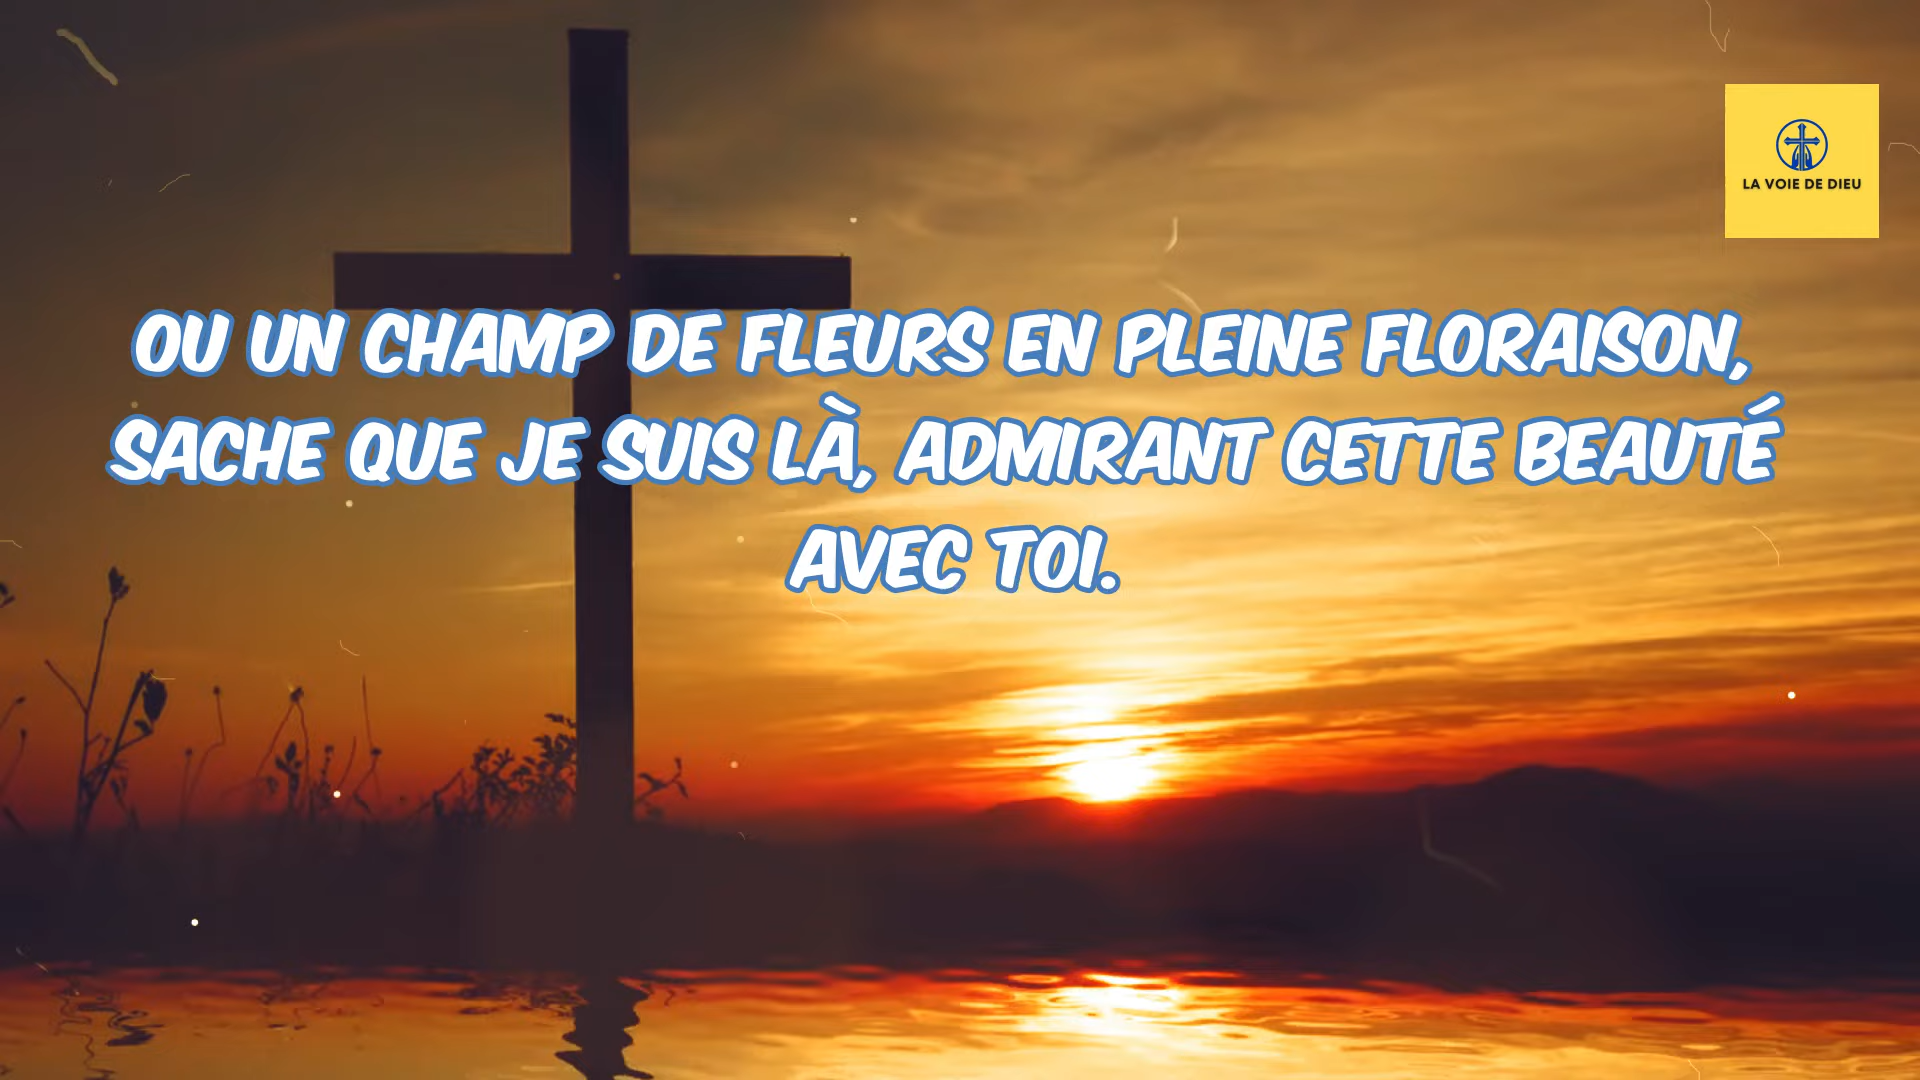 LA VOIE DE DIEU
OU UN CHAMP DE FLEURS EN PLEINE FLORAISON,
SACHE QUE JE SUIS LÀ, ADMIRANT CETTE BEAUTÉ
AVEC TOI.